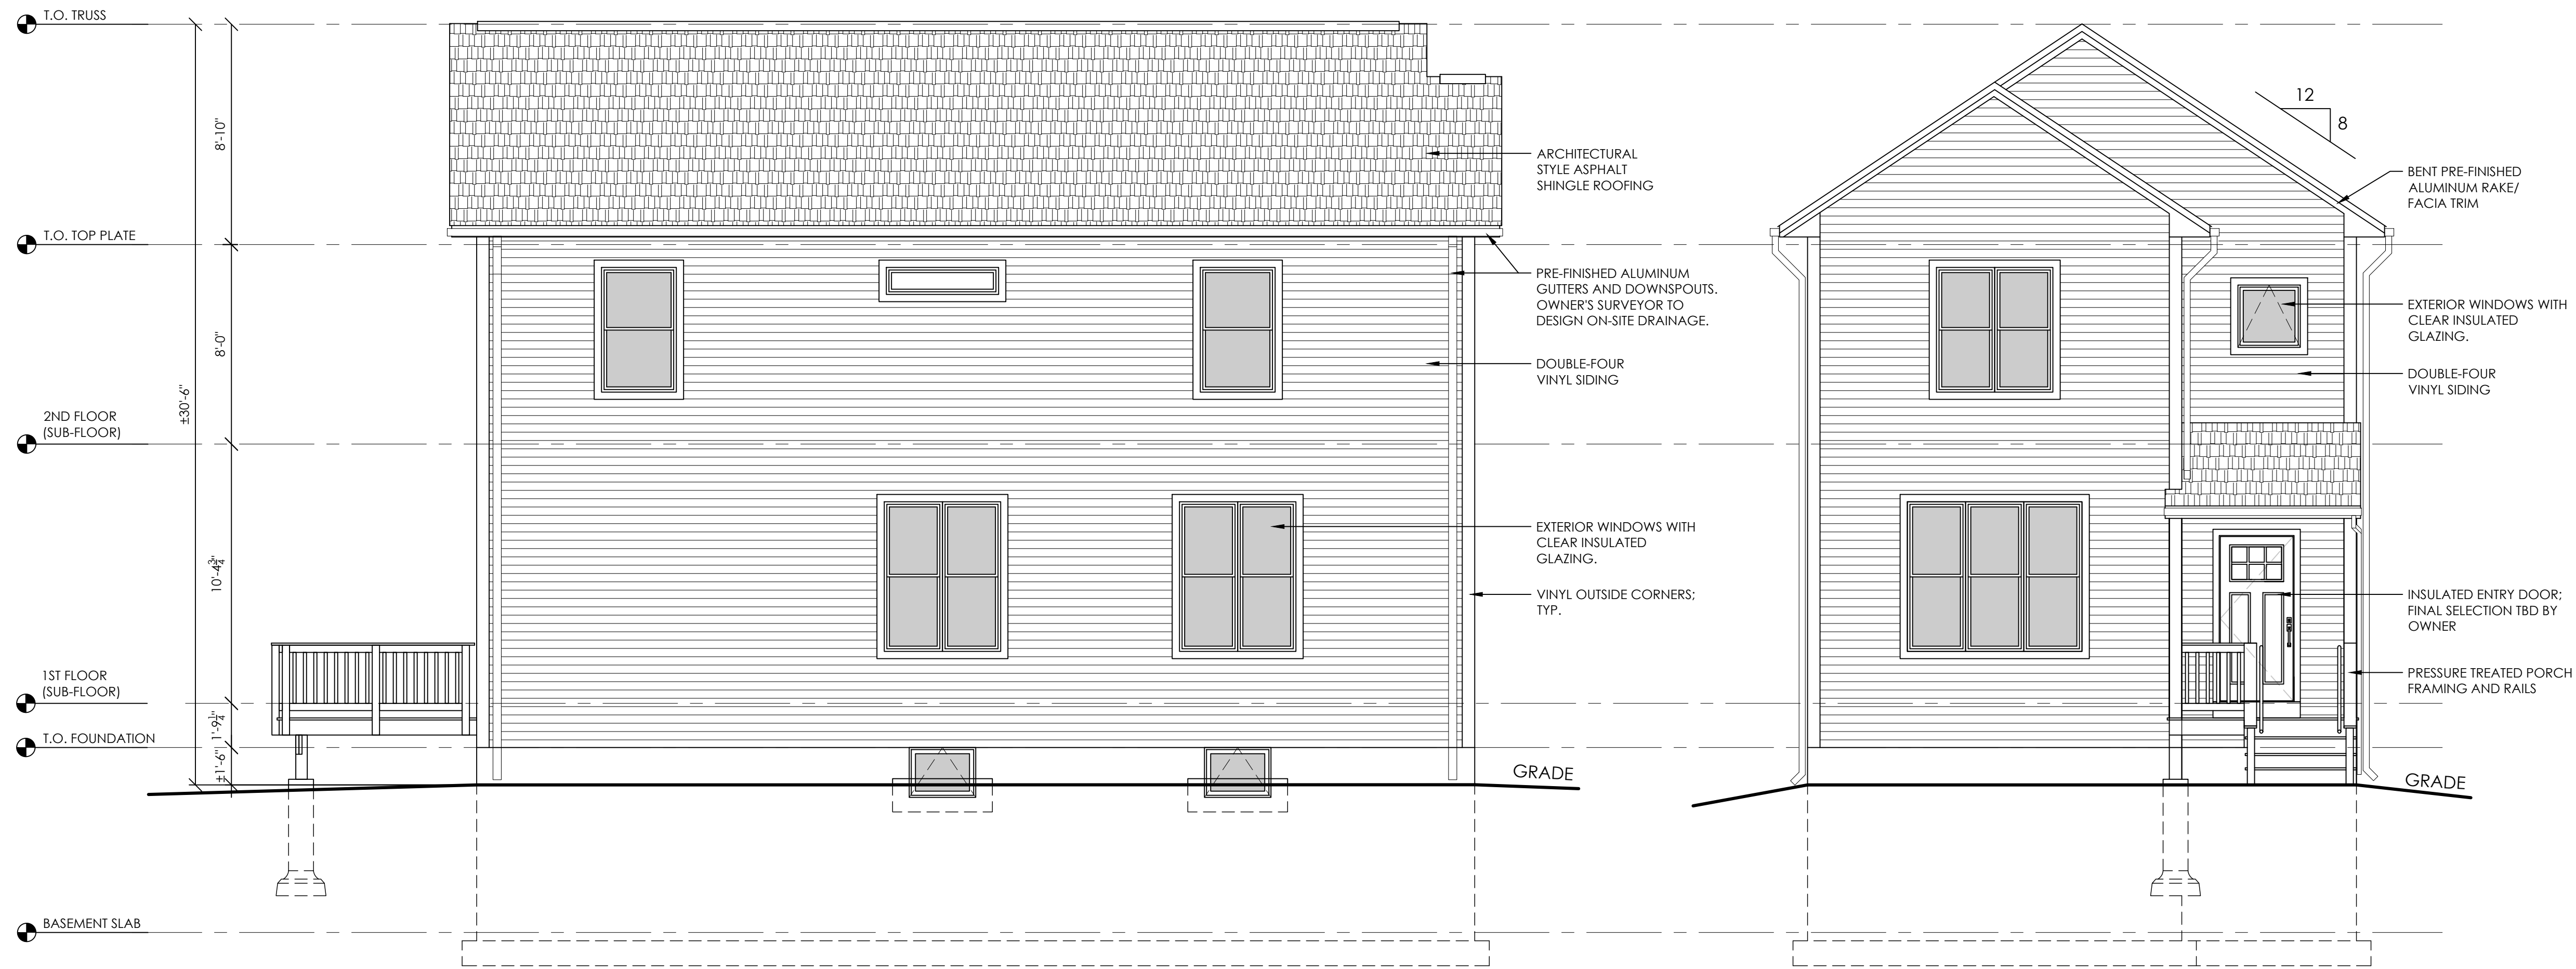 T.O. TRUSS
8'-10"
T.O. TOP PLATE
8'-0"
±30'-6"
2ND FLOOR
(SUB-FLOOR)
10'-4 3/4"
1ST FLOOR
(SUB-FLOOR)
1'-9 1/4"
T.O. FOUNDATION
±1'-6"
BASEMENT SLAB
ARCHITECTURAL
STYLE ASPHALT
SHINGLE ROOFING
PRE-FINISHED ALUMINUM
GUTTERS AND DOWNSPOUTS.
OWNER'S SURVEYOR TO
DESIGN ON-SITE DRAINAGE.
DOUBLE-FOUR
VINYL SIDING
EXTERIOR WINDOWS WITH
CLEAR INSULATED
GLAZING.
VINYL OUTSIDE CORNERS;
TYP.
GRADE
12
8
BENT PRE-FINISHED
ALUMINUM RAKE/
FACIA TRIM
EXTERIOR WINDOWS WITH
CLEAR INSULATED
GLAZING.
DOUBLE-FOUR
VINYL SIDING
INSULATED ENTRY DOOR;
FINAL SELECTION TBD BY
OWNER
PRESSURE TREATED PORCH
FRAMING AND RAILS
GRADE